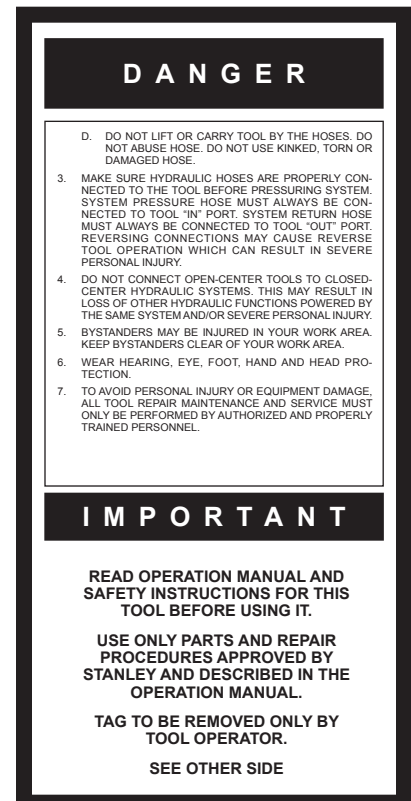 DANGER
D. DO NOT LIFT OR CARRY TOOL BY THE HOSES. DO
NOT ABUSE HOSE. DO NOT USE KINKED, TORN OR
DAMAGED HOSE.
3. MAKE SURE HYDRAULIC HOSES ARE PROPERLY CON-
NECTED TO THE TOOL BEFORE PRESSURING SYSTEM.
SYSTEM PRESSURE HOSE MUST ALWAYS BE CON-
NECTED TO TOOL “IN” PORT. SYSTEM RETURN HOSE
MUST ALWAYS BE CONNECTED TO TOOL “OUT” PORT.
REVERSING CONNECTIONS MAY CAUSE REVERSE
TOOL OPERATION WHICH CAN RESULT IN SEVERE
PERSONAL INJURY.
4. DO NOT CONNECT OPEN-CENTER TOOLS TO CLOSED-
CENTER HYDRAULIC SYSTEMS. THIS MAY RESULT IN
LOSS OF OTHER HYDRAULIC FUNCTIONS POWERED BY
THE SAME SYSTEM AND/OR SEVERE PERSONAL INJURY.
5. BYSTANDERS MAY BE INJURED IN YOUR WORK AREA.
KEEP BYSTANDERS CLEAR OF YOUR WORK AREA.
6. WEAR HEARING, EYE, FOOT, HAND AND HEAD PRO-
TECTION.
7. TO AVOID PERSONAL INJURY OR EQUIPMENT DAMAGE,
ALL TOOL REPAIR MAINTENANCE AND SERVICE MUST
ONLY BE PERFORMED BY AUTHORIZED AND PROPERLY
TRAINED PERSONNEL.
IMPORTANT
READ OPERATION MANUAL AND
SAFETY INSTRUCTIONS FOR THIS
TOOL BEFORE USING IT.
USE ONLY PARTS AND REPAIR
PROCEDURES APPROVED BY
STANLEY AND DESCRIBED IN THE
OPERATION MANUAL.
TAG TO BE REMOVED ONLY BY
TOOL OPERATOR.
SEE OTHER SIDE